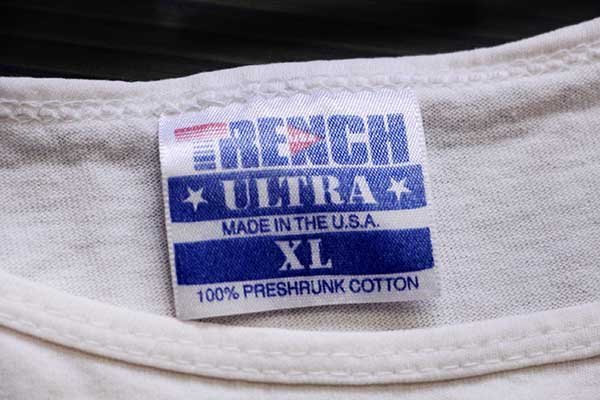 TRENCH
ULTRA
MADE IN THE U.S.A.
XL
100% PRESHRUNK COTTON